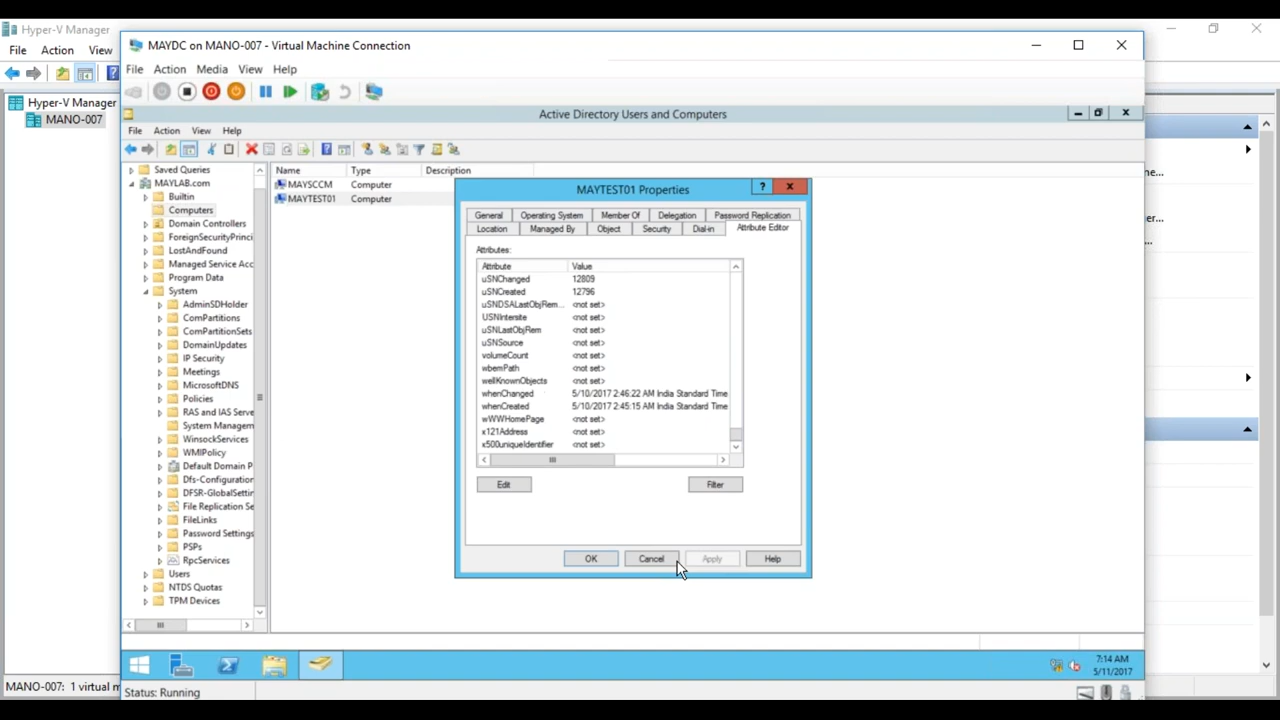 Hyper-V Manager
File Action View
Hyper-V Manager
MANO-007
MANO-007: 1 virtual m
MAYDC on MANO-007 - Virtual Machine Connection
File Action Media View Help
Active Directory Users and Computers
File Action View Help
Saved Queries
MAYLAB.com
Builtin
Computers
Domain Controllers
ForeignSecurityPrinci
LostAndFound
Managed Service Acc
Program Data
System
AdminSDHolder
ComPartitions
ComPartitionSets
DomainUpdates
IP Security
Meetings
MicrosoftDNS
Policies
RAS and IAS Serve
System Managem
WinsockServices
WMIPolicy
Default Domain P
Dfs-Configuration
DFSR-GlobalSettin
File Replication Se
FileLinks
Password Settings
PSPs
RpcServices
Users
NTDS Quotas
TPM Devices
Name Type Description
MAYSCCM Computer
MAYTEST01 Computer
MAYTEST01 Properties
? x
General Operating System Member Of Delegation Password Replication
Location Managed By Object Security Dial-in Attribute Editor
Attributes:
Attribute Value
uSNChanged 12809
uSNCreated 12796
uSNDSALastObjRem... <not set>
USNIntersite <not set>
uSNLastObjRem <not set>
uSNSource <not set>
volumeCount <not set>
wbemPath <not set>
wellKnownObjects <not set>
whenChanged 5/10/2017 2:46:22 AM India Standard Time
whenCreated 5/10/2017 2:45:15 AM India Standard Time
wWWHomePage <not set>
x121Address <not set>
x500uniqueIdentifier <not set>
Edit Filter
OK Cancel Apply Help
ne...
er...
...
7:14 AM
5/11/2017
Status: Running